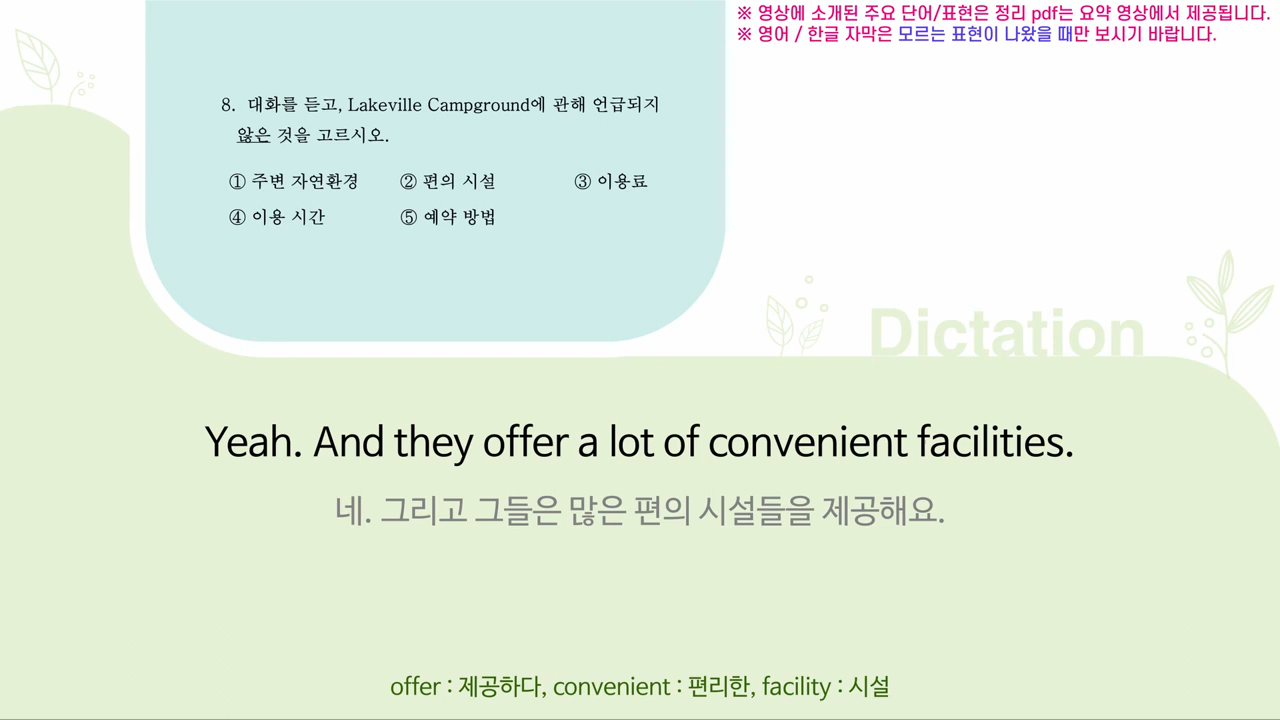 ※ 영상에 소개된 주요 단어/표현은 정리 pdf는 요약 영상에서 제공됩니다.
※ 영어 / 한글 자막은 모르는 표현이 나왔을 때만 보시기 바랍니다.
8. 대화를 듣고, Lakeville Campground에 관해 언급되지
않은 것을 고르시오.
① 주변 자연환경 ② 편의 시설 ③ 이용료
④ 이용 시간 ⑤ 예약 방법
Dictation
Yeah. And they offer a lot of convenient facilities.
네. 그리고 그들은 많은 편의 시설들을 제공해요.
offer : 제공하다, convenient : 편리한, facility : 시설